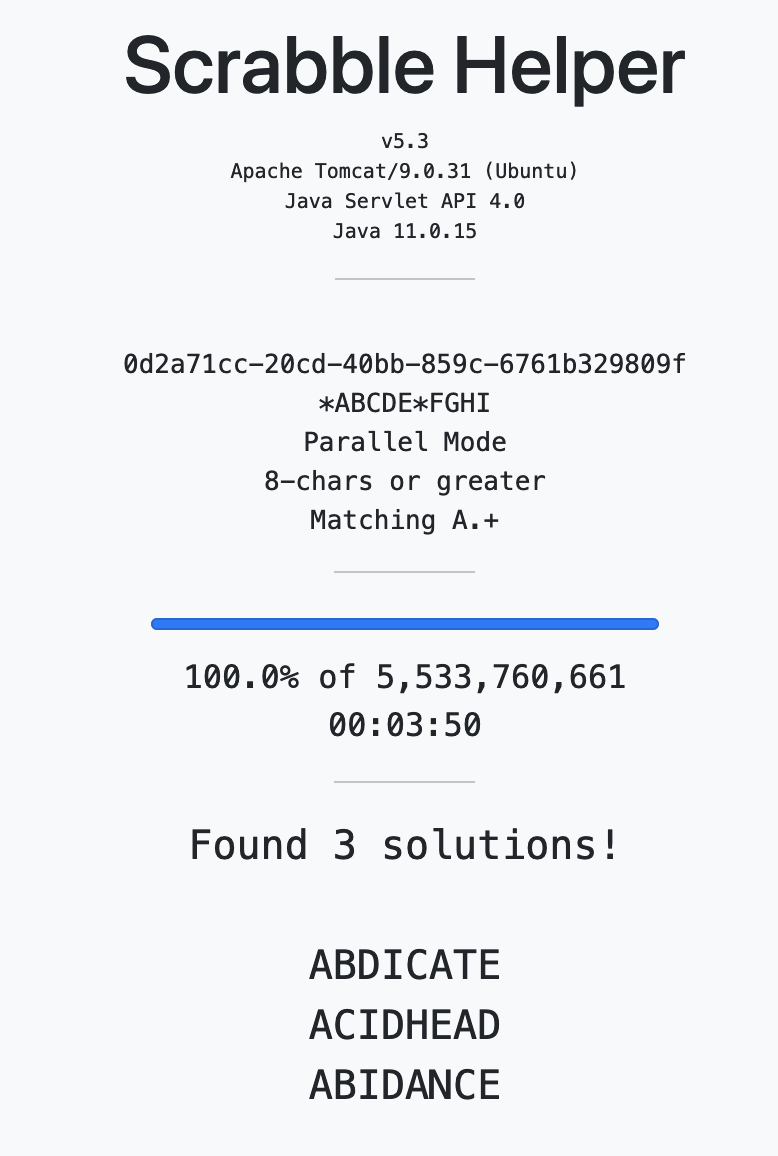 Scrabble Helper
v5.3
Apache Tomcat/9.0.31 (Ubuntu)
Java Servlet API 4.0
Java 11.0.15
0d2a71cc-20cd-40bb-859c-6761b329809f
*ABCDE*FGHI
Parallel Mode
8-chars or greater
Matching A.+
100.0% of 5,533,760,661
00:03:50
Found 3 solutions!
ABDICATE
ACIDHEAD
ABIDANCE